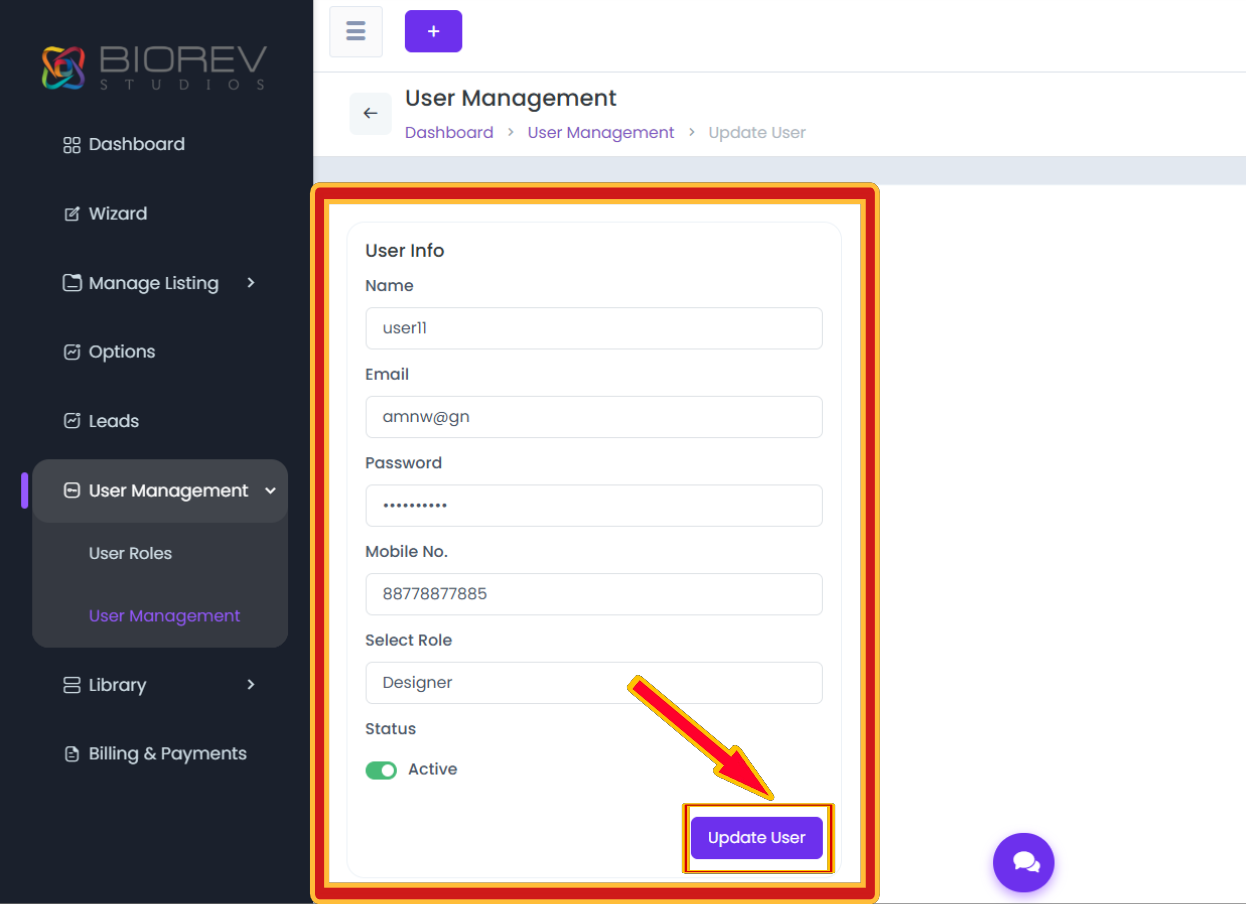 BIOREV
STUDIOS
Dashboard
Wizard
Manage Listing
Options
Leads
User Management
User Roles
User Management
Library
Billing & Payments
+
User Management
Dashboard > User Management > Update User
User Info
Name
user11
Email
amnw@gn
Password
••••••••••
Mobile No.
88778877885
Select Role
Designer
Status
Active
Update User